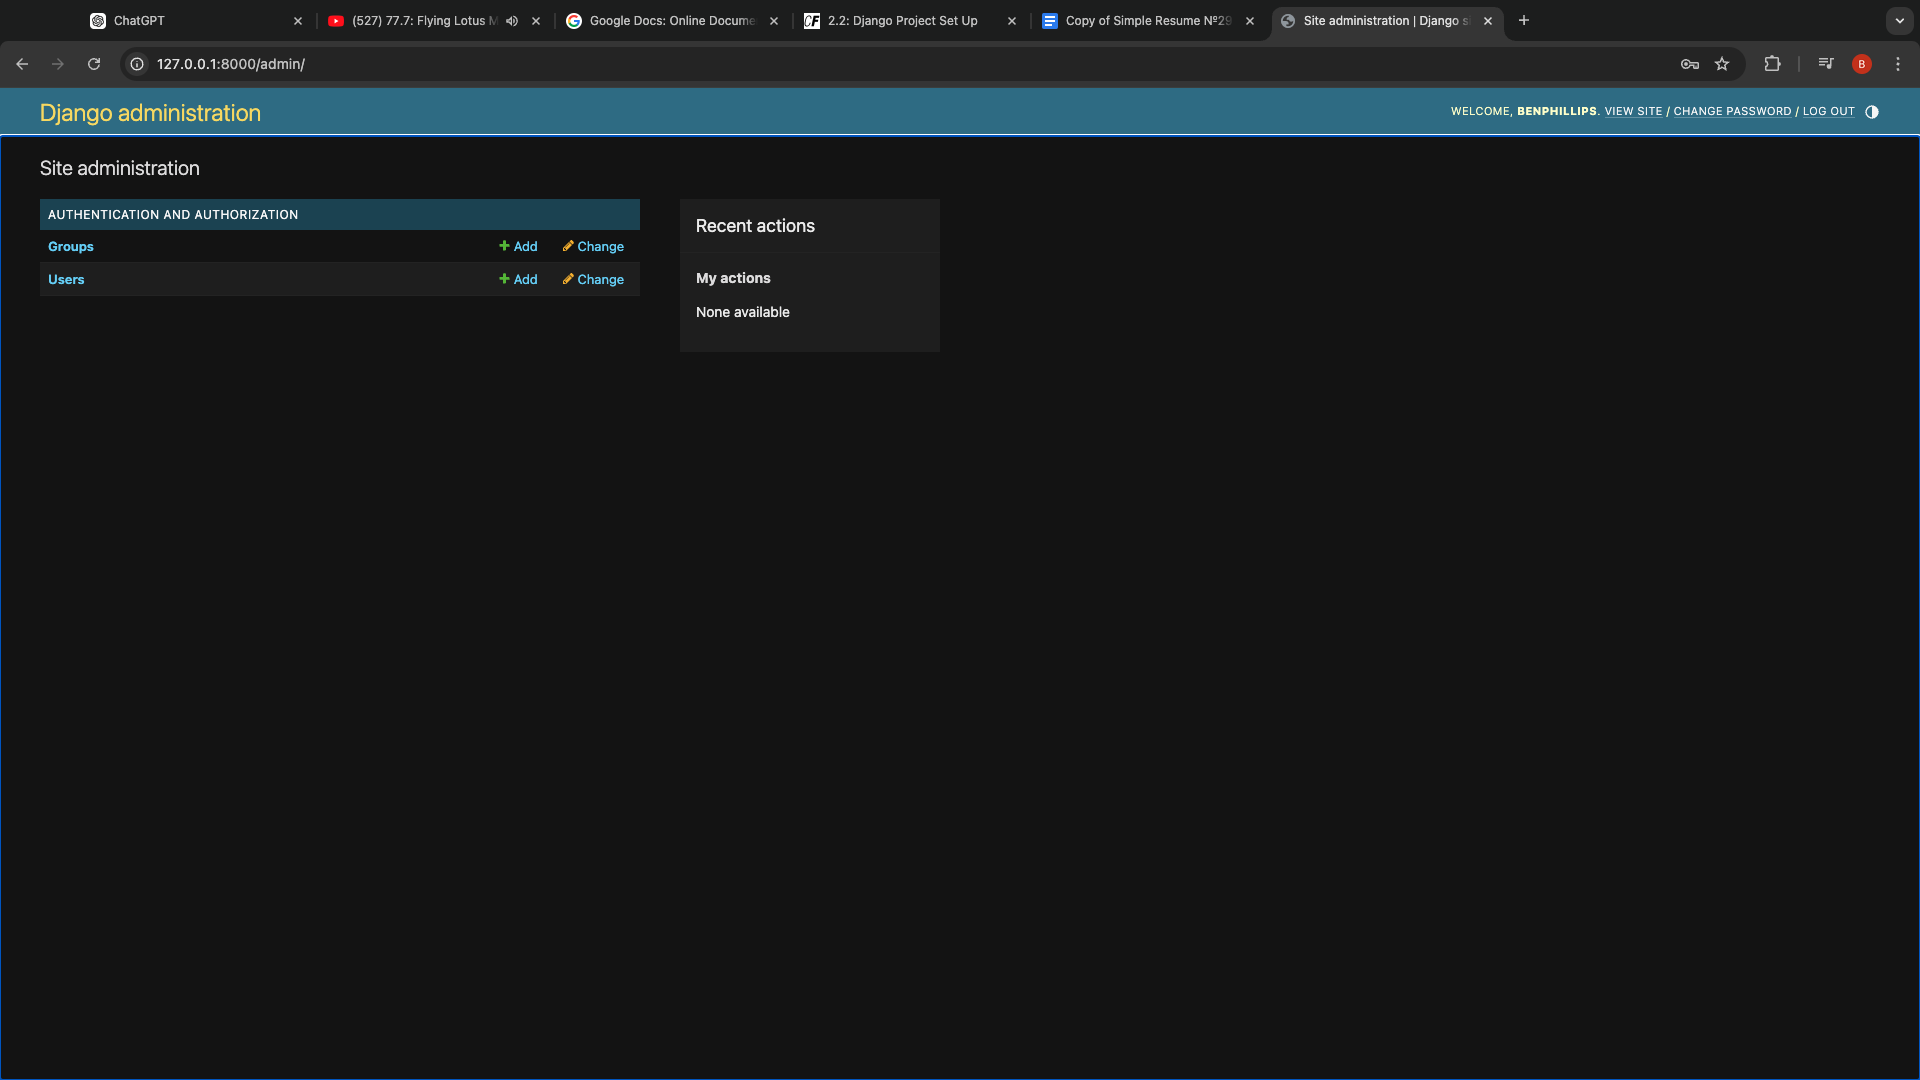 ChatGPT
(527) 77.7: Flying Lotus M
Google Docs: Online Docume
CF 2.2: Django Project Set Up
Copy of Simple Resume Nº29
Site administration | Django s
127.0.0.1:8000/admin/
B
Django administration
WELCOME, BENPHILLIPS. VIEW SITE / CHANGE PASSWORD / LOG OUT
Site administration
AUTHENTICATION AND AUTHORIZATION
Groups Add Change
Users Add Change
Recent actions
My actions
None available